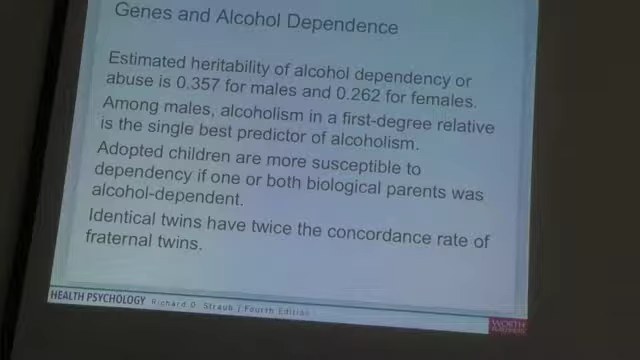 Genes and Alcohol Dependence
Estimated heritability of alcohol dependency or
abuse is 0.357 for males and 0.262 for females.
Among males, alcoholism in a first-degree relative
is the single best predictor of alcoholism.
Adopted children are more susceptible to
dependency if one or both biological parents was
alcohol-dependent.
Identical twins have twice the concordance rate of
fraternal twins.
HEALTH PSYCHOLOGY Richard O. Straub | Fourth Edition
WORTH
PUBLISHERS